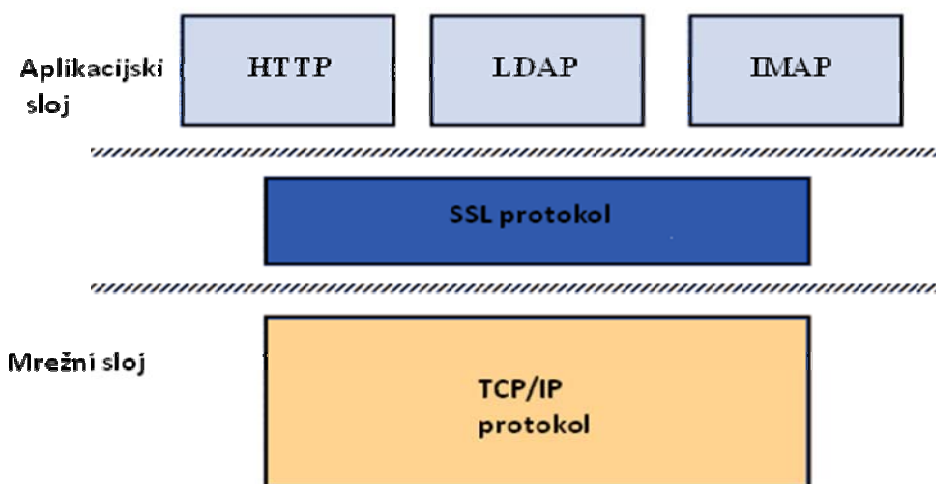 Aplikacijski
sloj
HTTP
LDAP
IMAP
SSL protokol
Mrežni sloj
TCP/IP
protokol